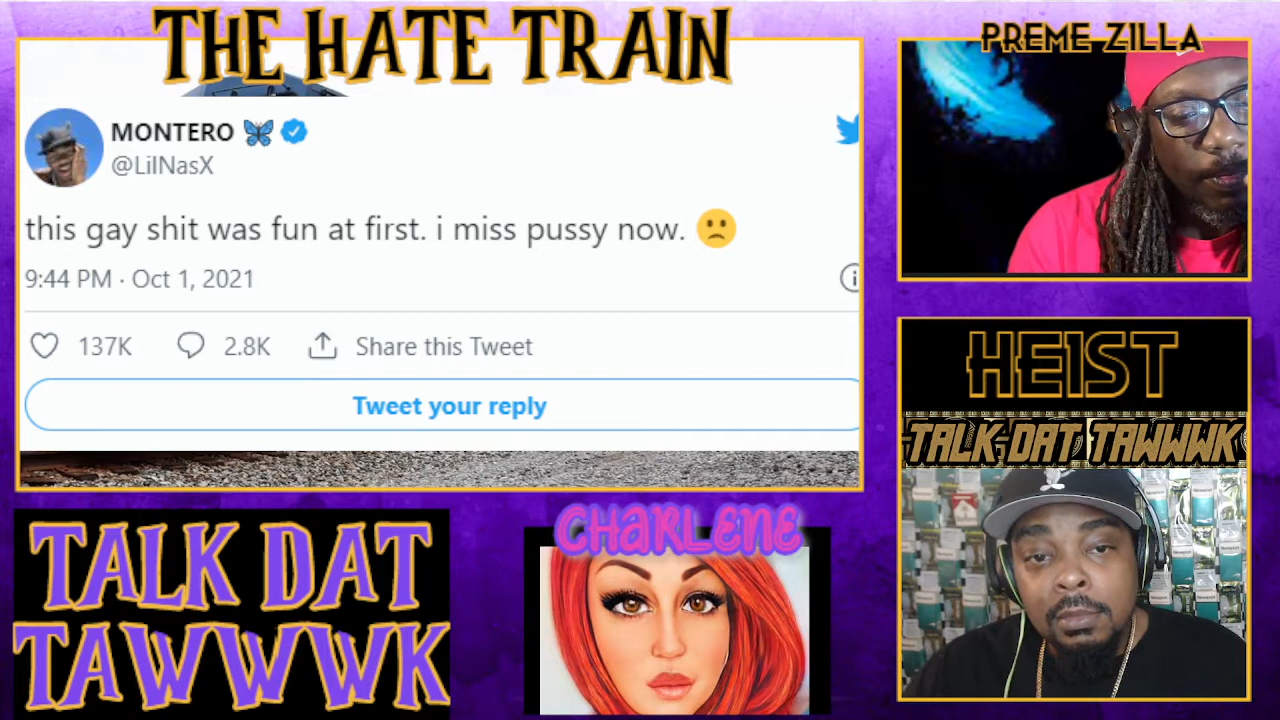 THE HATE TRAIN
MONTERO
@LilNasX
this gay shit was fun at first. i miss pussy now.
9:44 PM · Oct 1, 2021
137K 2.8K Share this Tweet
Tweet your reply
PREME ZILLA
HEIST
TALK DAT TAWWWK
TALK DAT
TAWWWK
CHARLENE